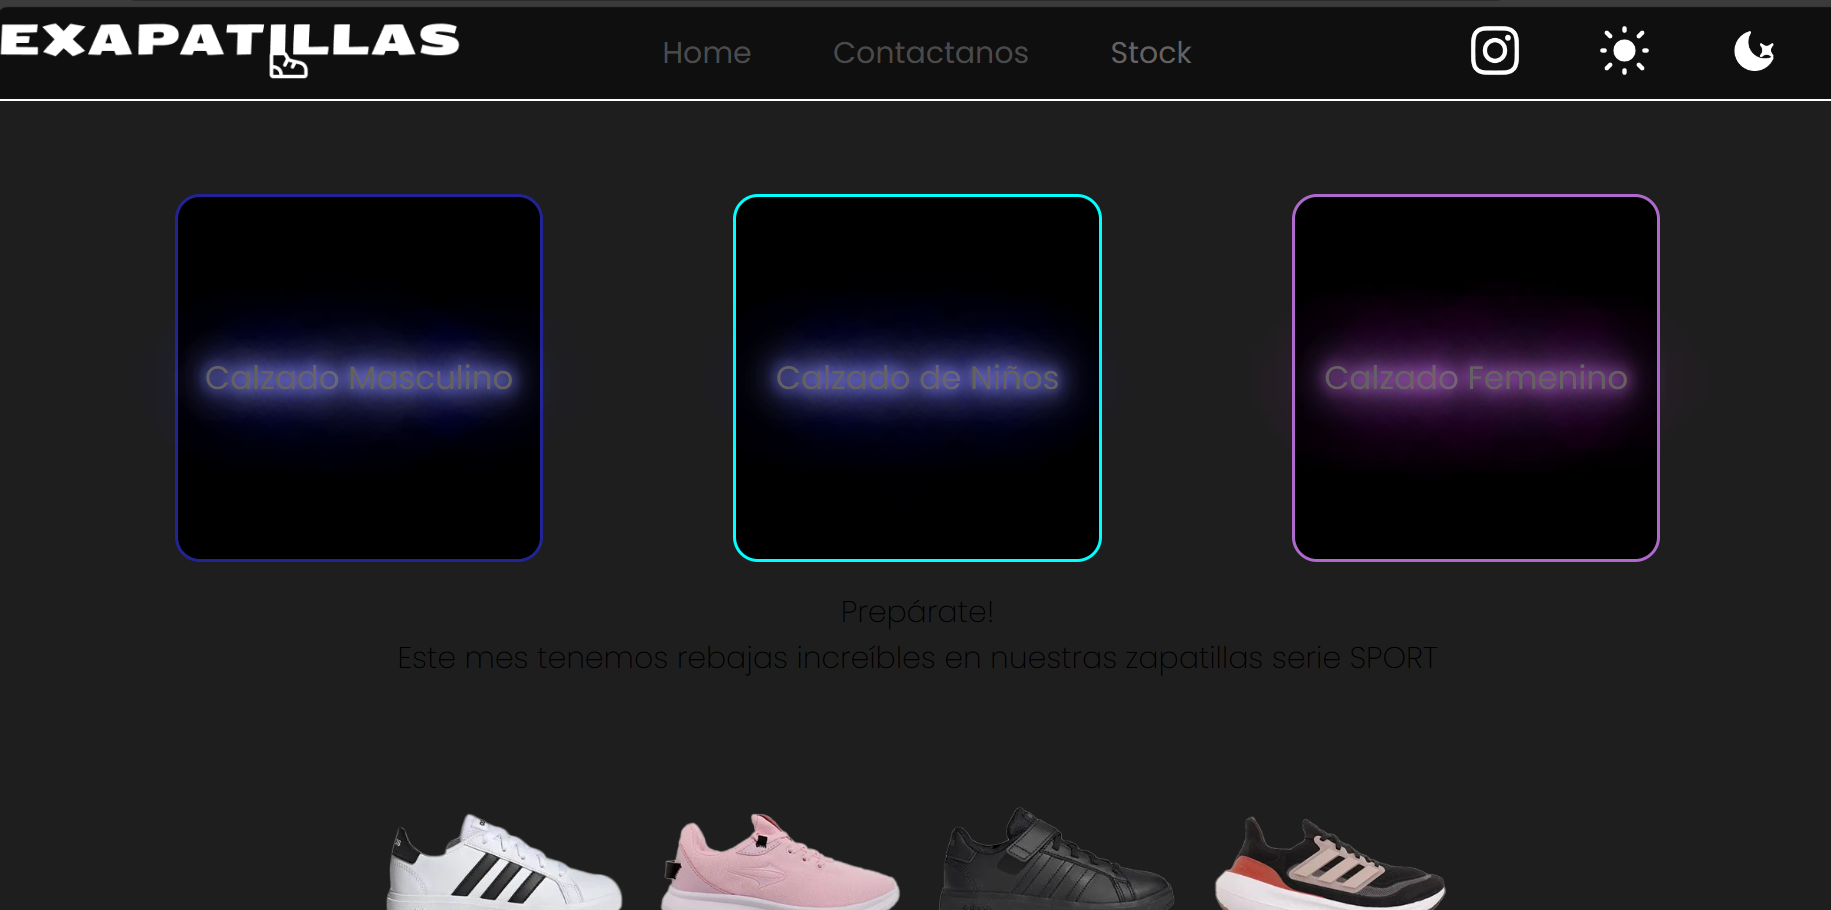 EXAPATILLAS
Home Contactanos Stock
Calzado Masculino
Calzado de Niños
Calzado Femenino
Prepárate!
Este mes tenemos rebajas increíbles en nuestras zapatillas serie SPORT